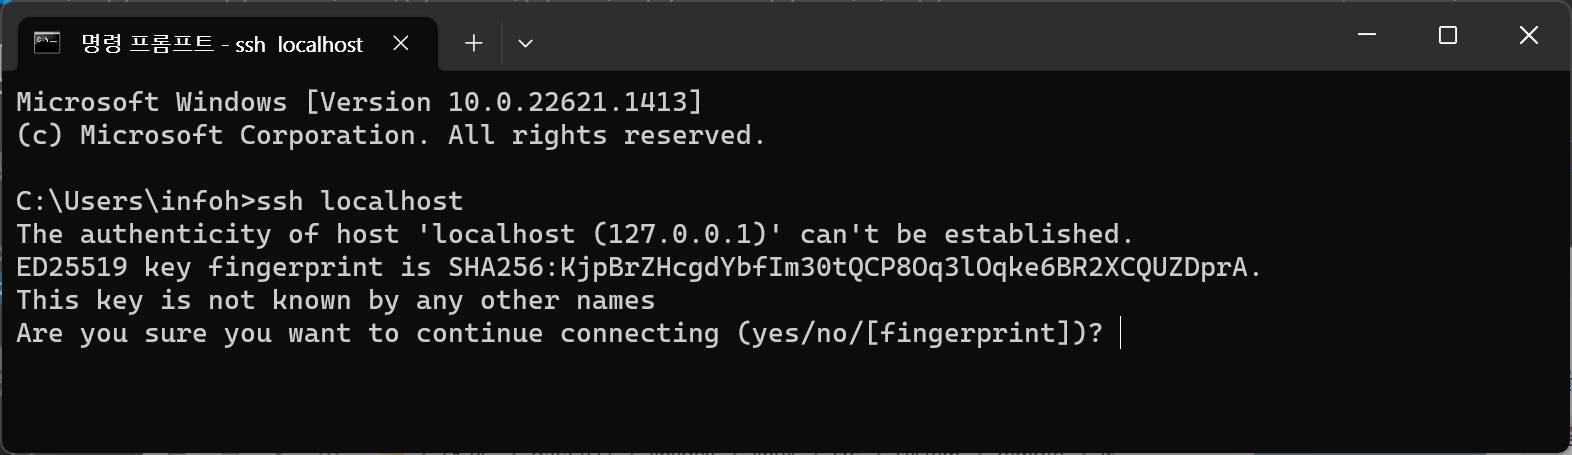 명령 프롬프트 - ssh  localhost
Microsoft Windows [Version 10.0.22621.1413]
(c) Microsoft Corporation. All rights reserved.
C:\Users\infoh>ssh localhost
The authenticity of host 'localhost (127.0.0.1)' can't be established.
ED25519 key fingerprint is SHA256:KjpBrZHcgdYbfIm30tQCP8Oq3lOqke6BR2XCQUZDprA.
This key is not known by any other names
Are you sure you want to continue connecting (yes/no/[fingerprint])?